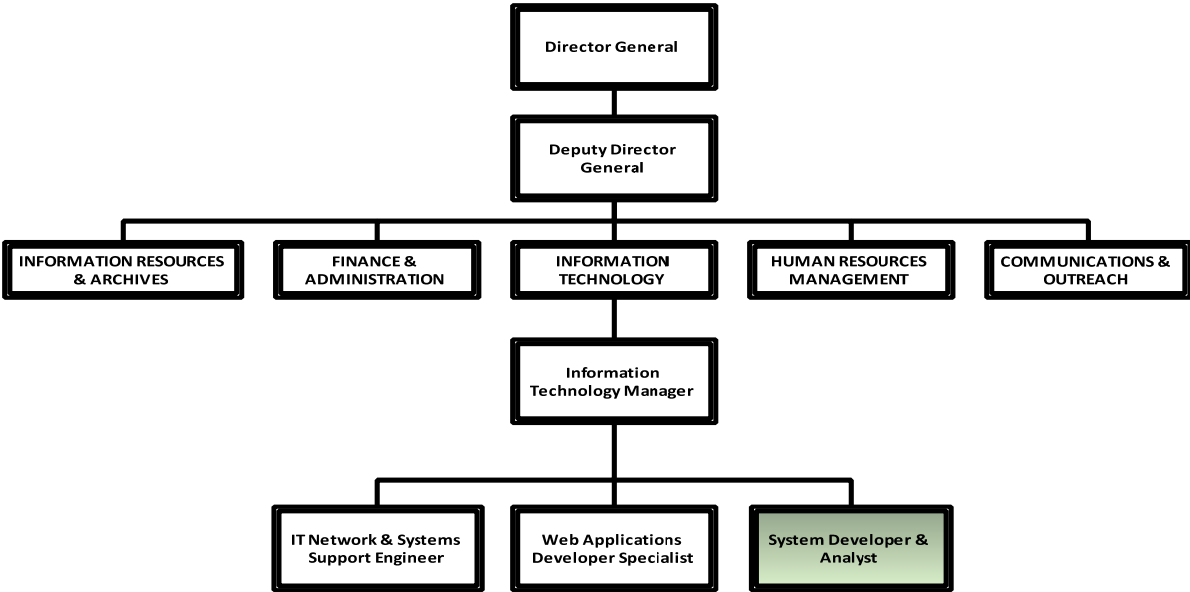 Director General
Deputy Director
General
INFORMATION RESOURCES
& ARCHIVES
FINANCE &
ADMINISTRATION
INFORMATION
TECHNOLOGY
HUMAN RESOURCES
MANAGEMENT
COMMUNICATIONS &
OUTREACH
Information
Technology Manager
IT Network & Systems
Support Engineer
Web Applications
Developer Specialist
System Developer &
Analyst